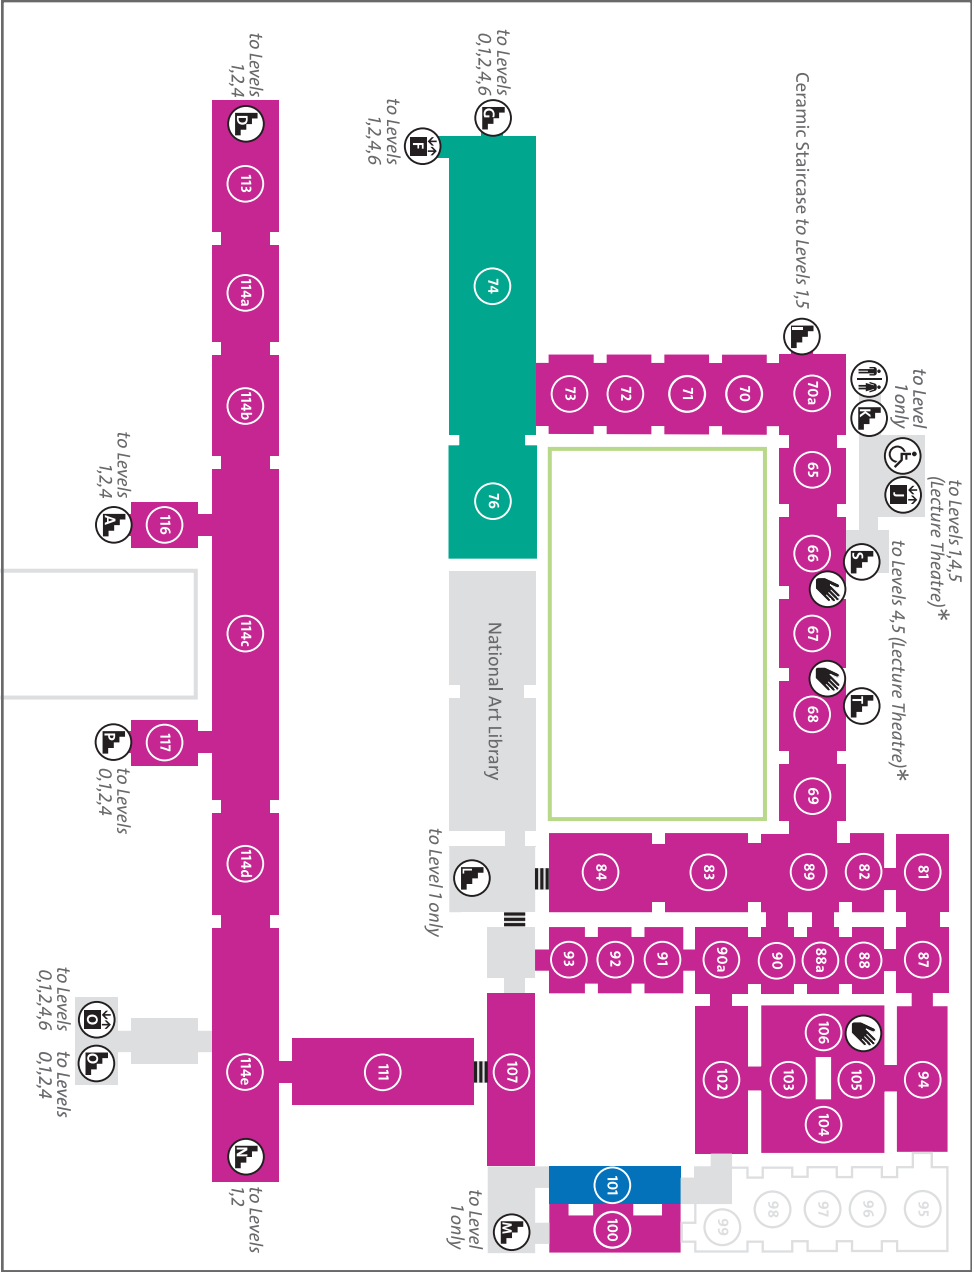 to Levels 1,4,5
(Lecture Theatre)*
to Level
1 only
J
K
to Levels 4,5 (Lecture Theatre)*
S
T
81
87
94
95
82
88
106
105
96
Ceramic Staircase to Levels 1,5
I
70a
65
66
67
68
69
89
88a
104
97
90
103
98
70
71
72
73
83
84
90a
91
92
93
102
99
101
100
to Levels
0,1,2,4,6
G
74
76
National Art Library
107
M
to Level
1 only
L
to Level 1 only
F
to Levels
1,2,4,6
111
to Levels
1,2,4
D
113
114a
114b
114c
114d
114e
N
to Levels
1,2
116
117
A
to Levels
1,2,4
P
to Levels
0,1,2,4
O
Q
to Levels
0,1,2,4,6
to Levels
0,1,2,4